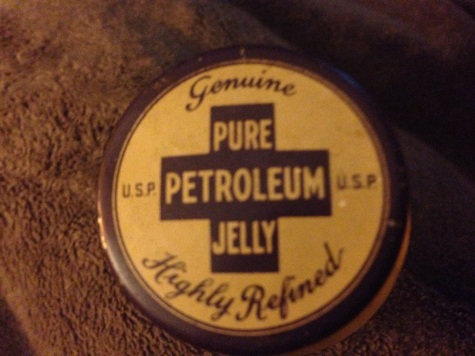 Genuine
PURE
U.S.P. PETROLEUM U.S.P.
JELLY
Highly Refined